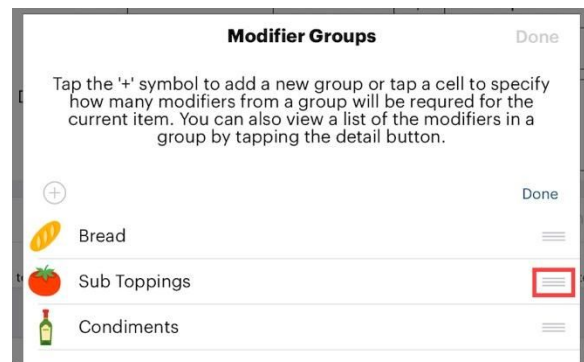 Modifier Groups
Done
Tap the '+' symbol to add a new group or tap a cell to specify
how many modifiers from a group will be requred for the
current item. You can also view a list of the modifiers in a
group by tapping the detail button.
Done
Bread
Sub Toppings
Condiments